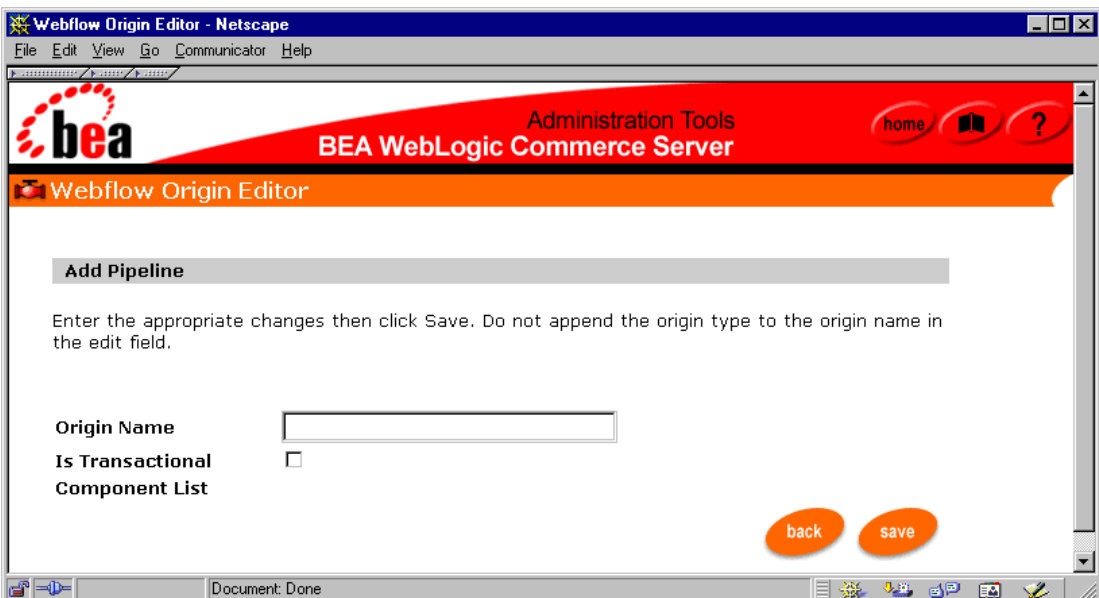 Webflow Origin Editor - Netscape
File Edit View Go Communicator Help
bea
Administration Tools
BEA WebLogic Commerce Server
home ?
Webflow Origin Editor
Add Pipeline
Enter the appropriate changes then click Save. Do not append the origin type to the origin name in
the edit field.
Origin Name
Is Transactional
Component List
back save
Document: Done